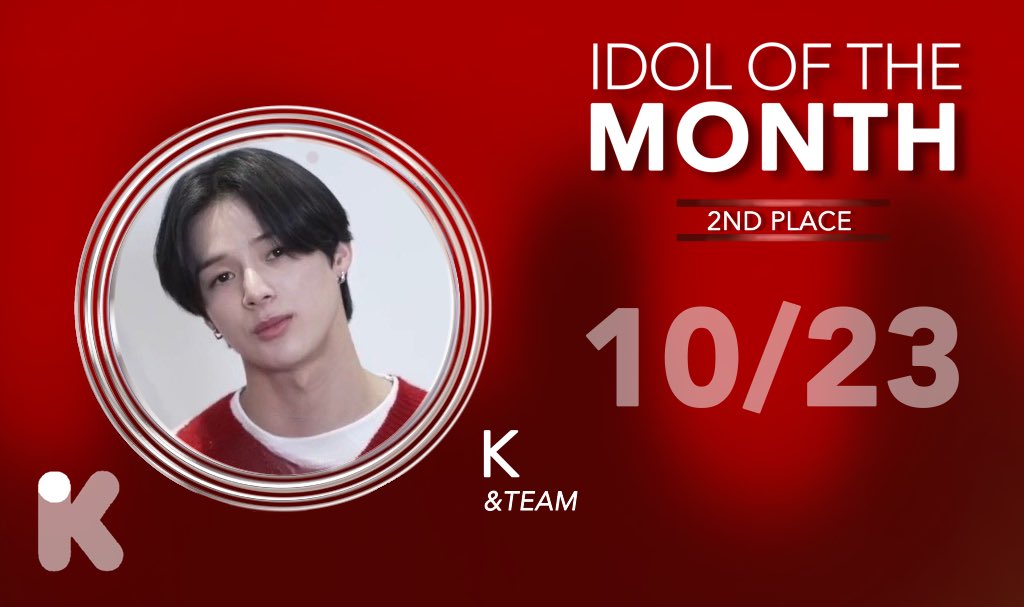 IDOL OF THE
MONTH
2ND PLACE
10/23
K
&TEAM
K